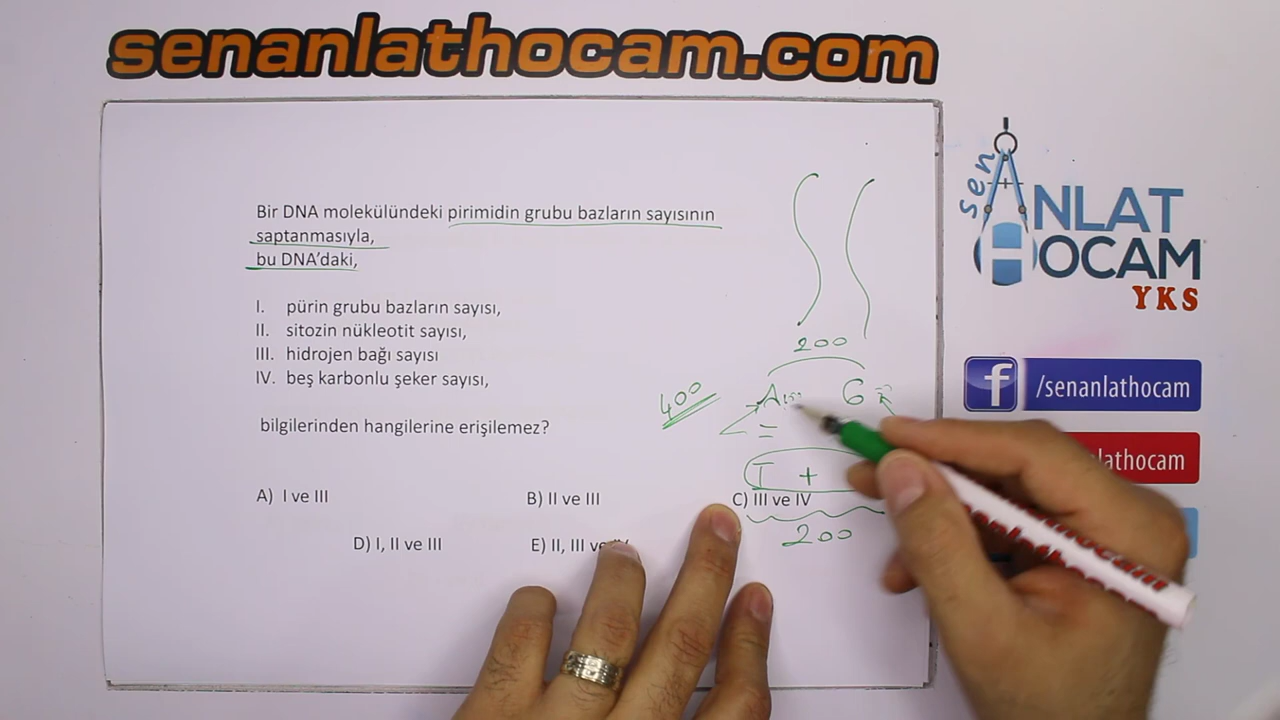 senanlathocam.com
Bir DNA molekülündeki pirimidin grubu bazların sayısının
saptanmasıyla,
bu DNA'daki,
I. pürin grubu bazların sayısı,
II. sitozin nükleotit sayısı,
III. hidrojen bağı sayısı
IV. beş karbonlu şeker sayısı,
bilgilerinden hangilerine erişilemez?
A) I ve III
B) II ve III
C) III ve IV
D) I, II ve III
E) II, III ve IV
200
400
A G
=
T +
200
sen
ANLAT
HOCAM
YKS
f /senanlathocam